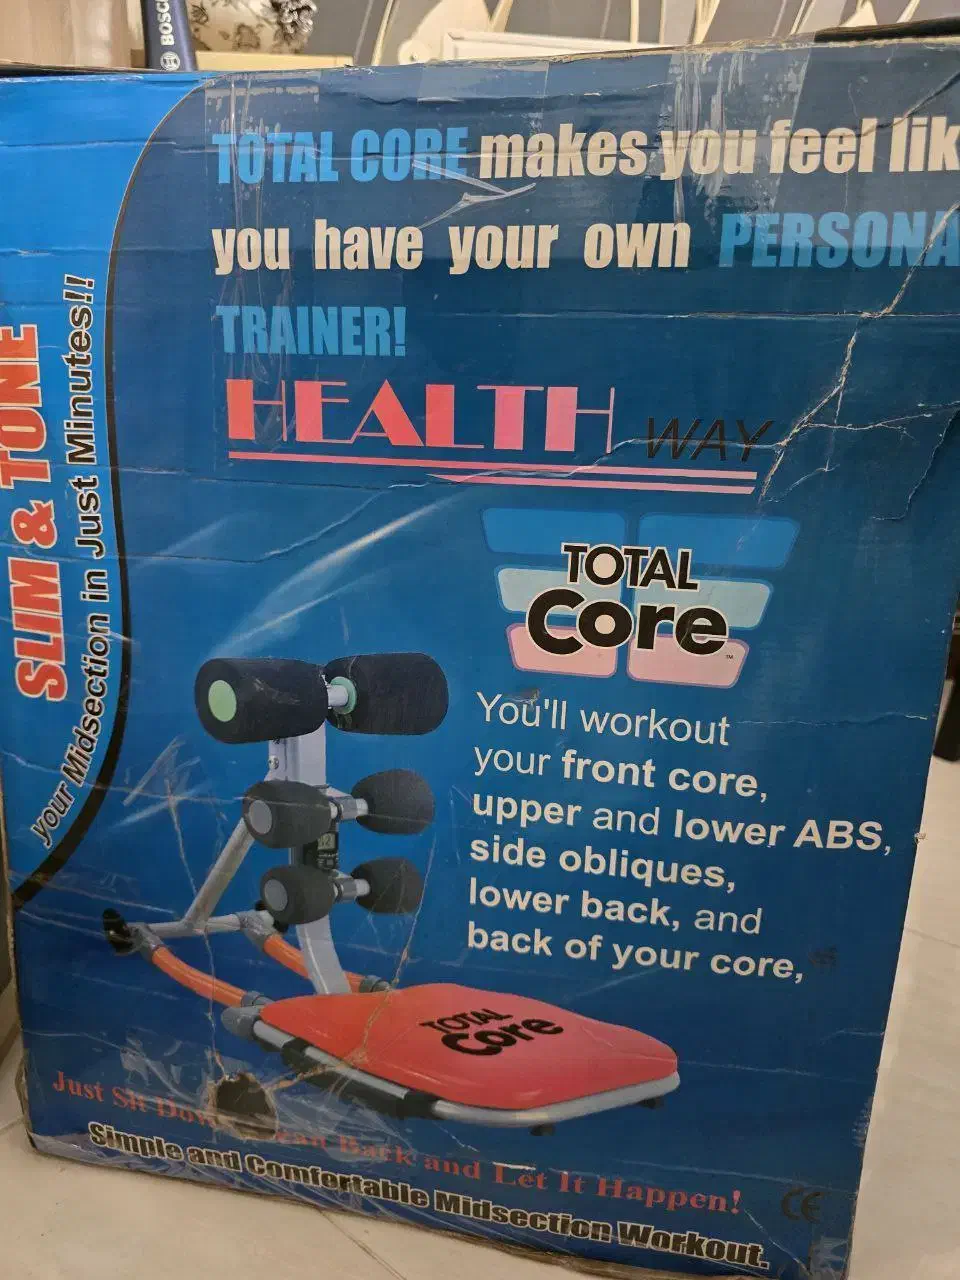 BOSC
TOTAL CORE makes you feel lik
you have your own PERSONA
TRAINER!
HEALTH WAY
SLIM & TONE
your Midsection in Just Minutes!!
TOTAL
Core™
You'll workout
your front core,
upper and lower ABS,
side obliques,
lower back, and
back of your core,
TOTAL
Core
Just Sit Down Lean Back and Let It Happen!
Simple and Comfortable Midsection Workout.
CE